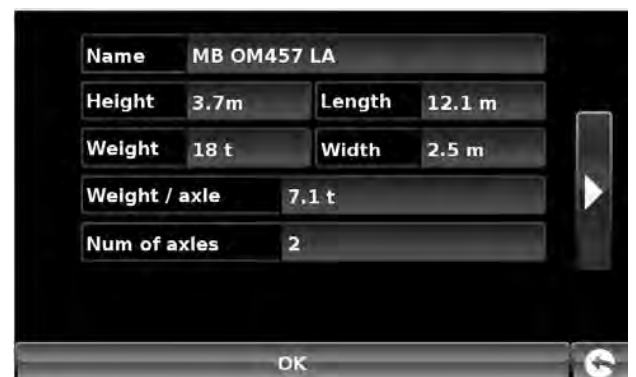 Name MB OM457 LA
Height 3.7m Length 12.1 m
Weight 18 t Width 2.5 m
Weight / axle 7.1 t
Num of axles 2
OK